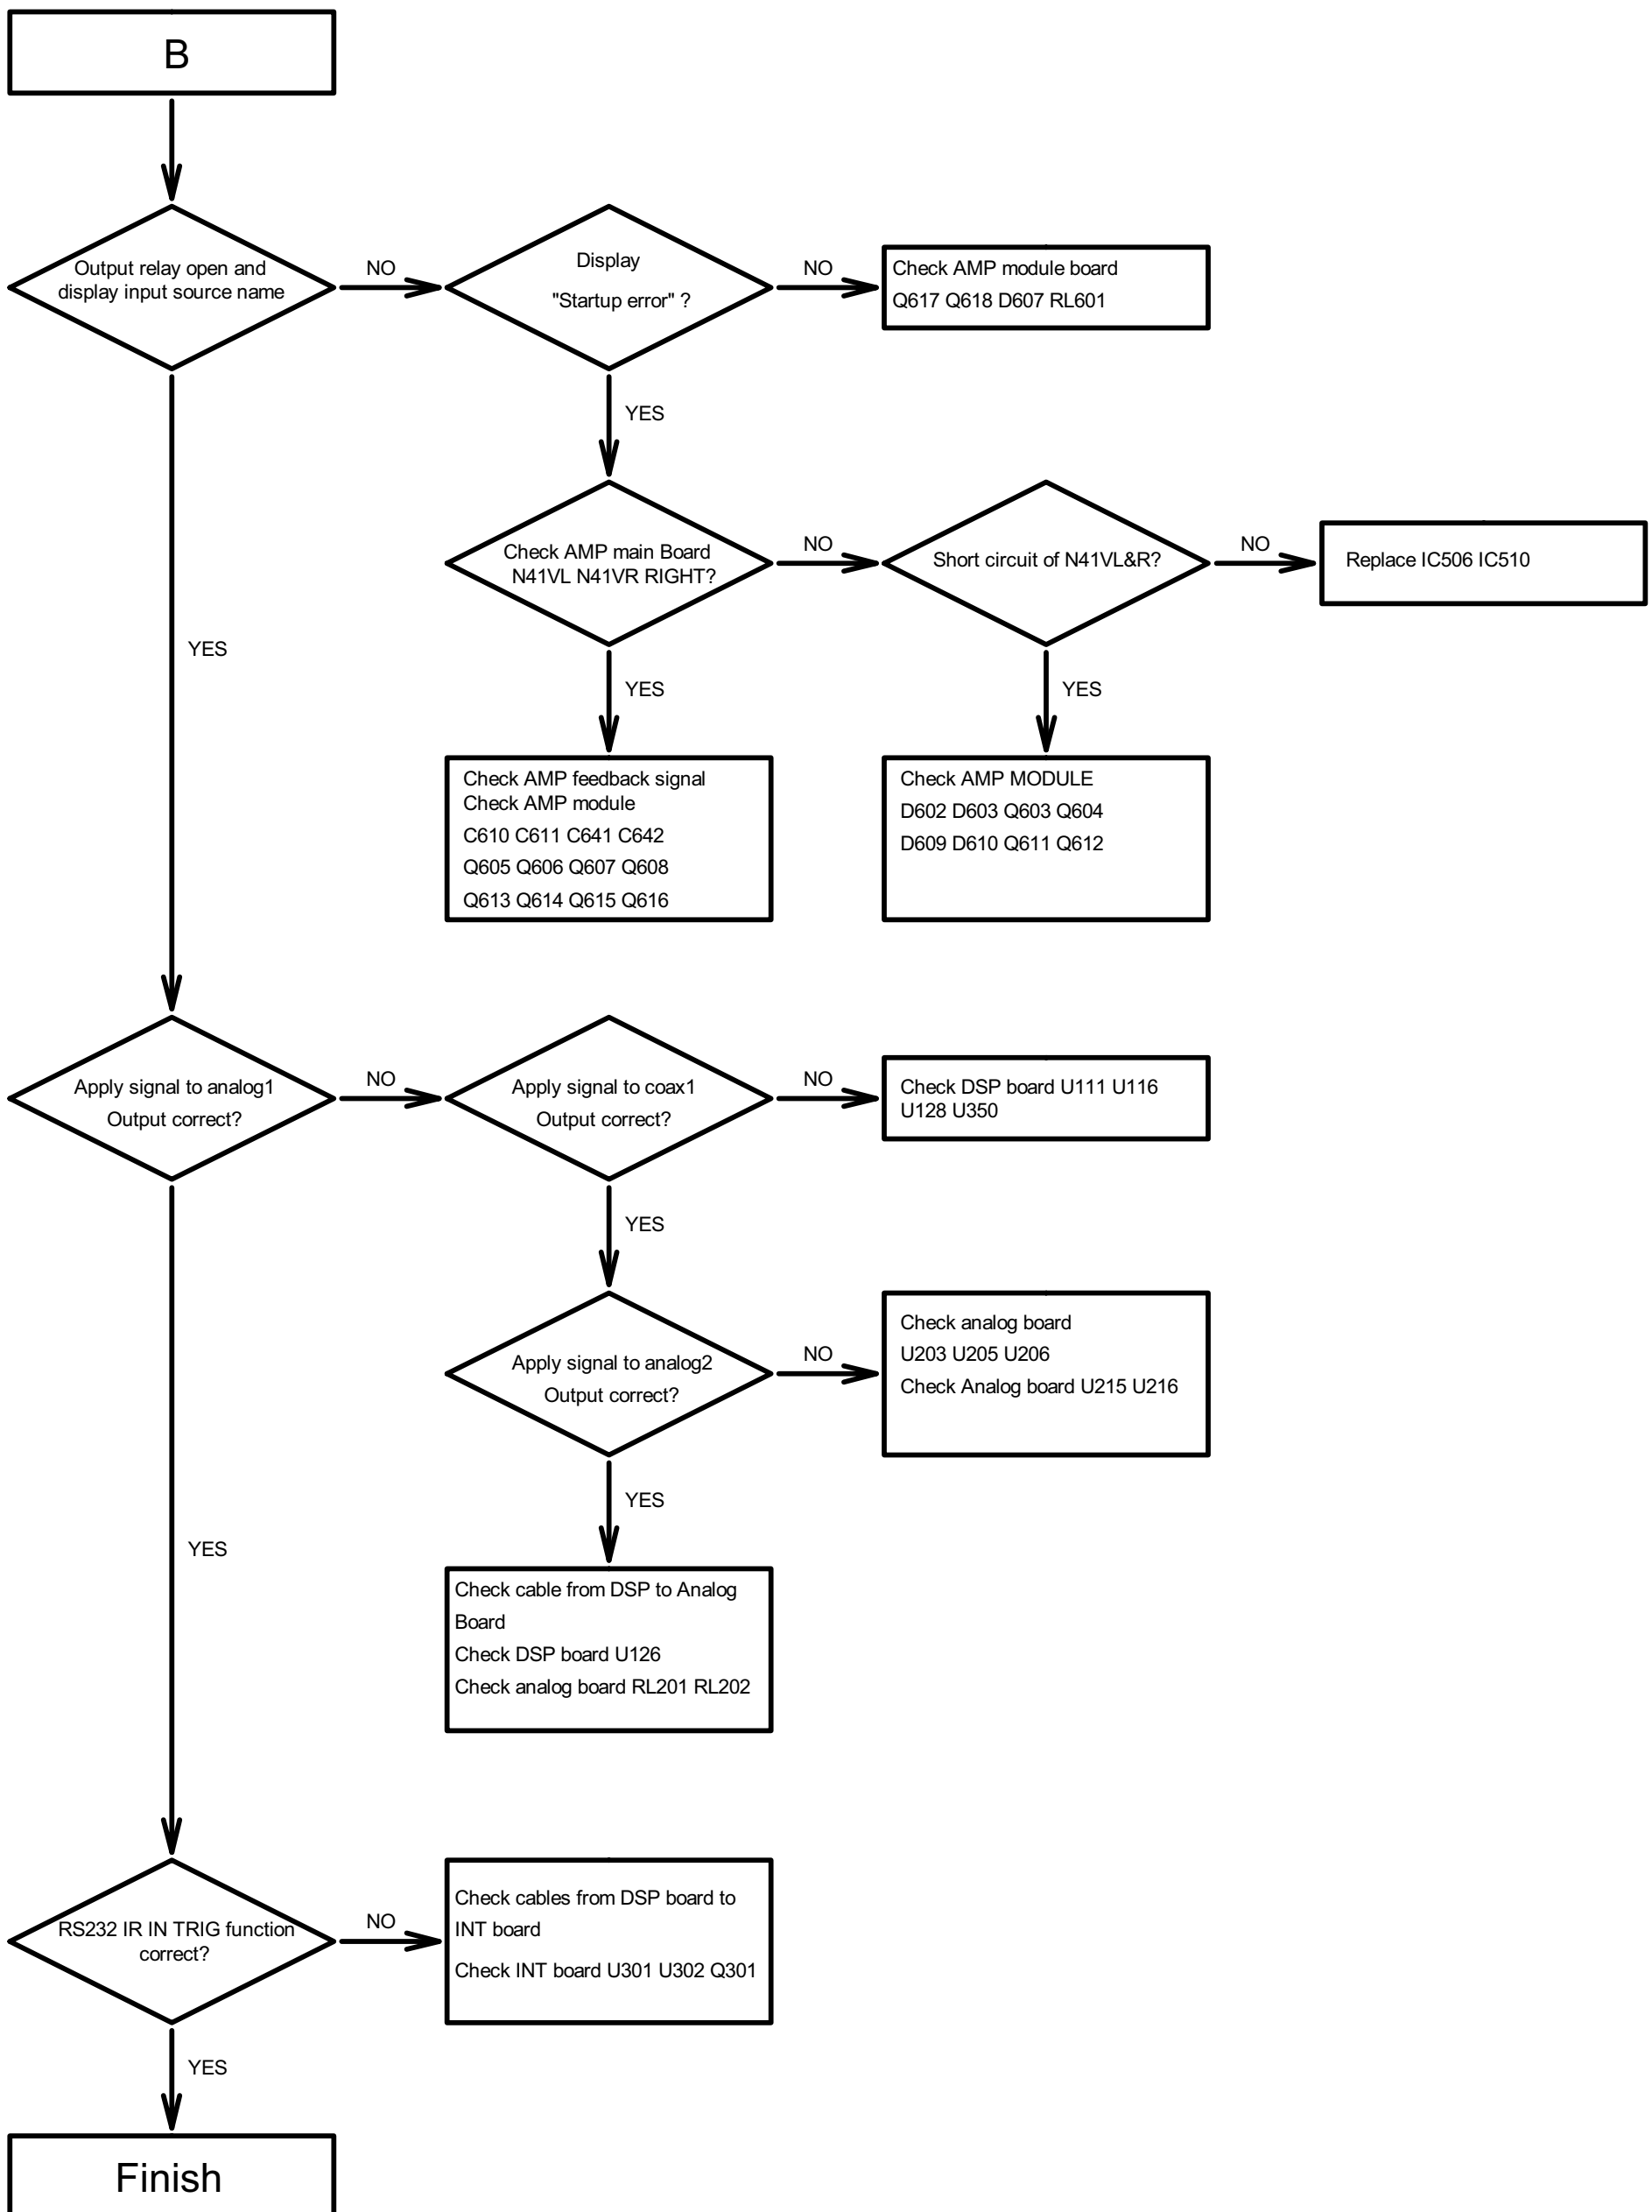 B
Output relay open and
display input source name
NO
Display
"Startup error" ?
NO
Check AMP module board
Q617 Q618 D607 RL601
YES
Check AMP main Board
N41VL N41VR RIGHT?
NO
Short circuit of N41VL&R?
NO
Replace IC506 IC510
YES
YES
YES
Check AMP feedback signal
Check AMP module
C610 C611 C641 C642
Q605 Q606 Q607 Q608
Q613 Q614 Q615 Q616
Check AMP MODULE
D602 D603 Q603 Q604
D609 D610 Q611 Q612
Apply signal to analog1
Output correct?
NO
Apply signal to coax1
Output correct?
NO
Check DSP board U111 U116
U128 U350
YES
Apply signal to analog2
Output correct?
NO
Check analog board
U203 U205 U206
Check Analog board U215 U216
YES
YES
Check cable from DSP to Analog
Board
Check DSP board U126
Check analog board RL201 RL202
RS232 IR IN TRIG function
correct?
NO
Check cables from DSP board to
INT board
Check INT board U301 U302 Q301
YES
Finish